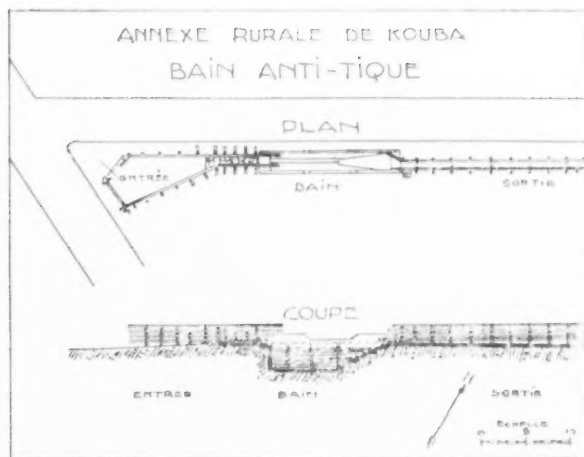 ANNEXE RURALE DE KOUBA
BAIN ANTI-TIQUE
PLAN
ENTRÉE
BAIN
SORTIE
COUPE
ENTRÉE
BAIN
SORTIE
ECHELLE